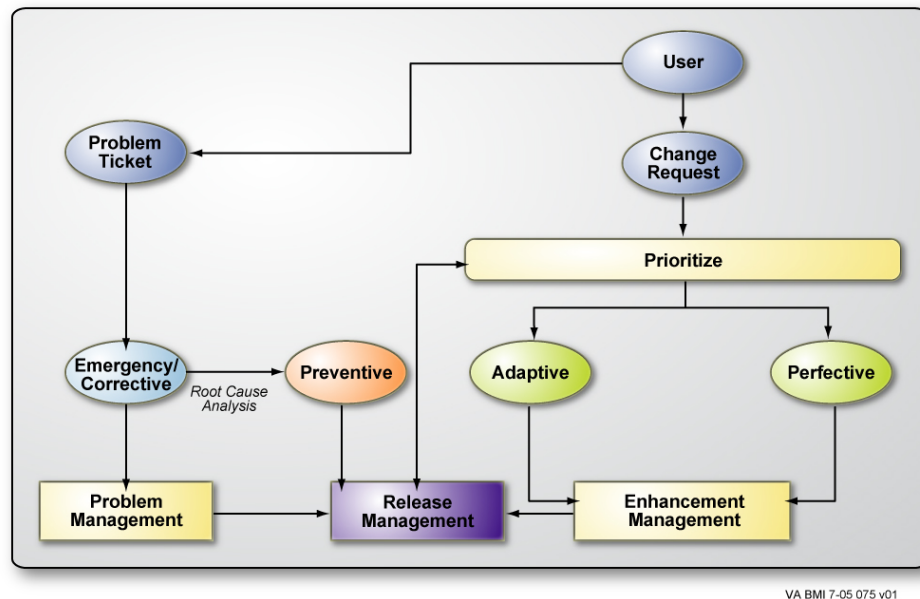 User
Problem
Ticket
Change
Request
Prioritize
Emergency/
Corrective
Root Cause
Analysis
Preventive
Adaptive
Perfective
Problem
Management
Release
Management
Enhancement
Management
VA BMI 7-05 075 v01